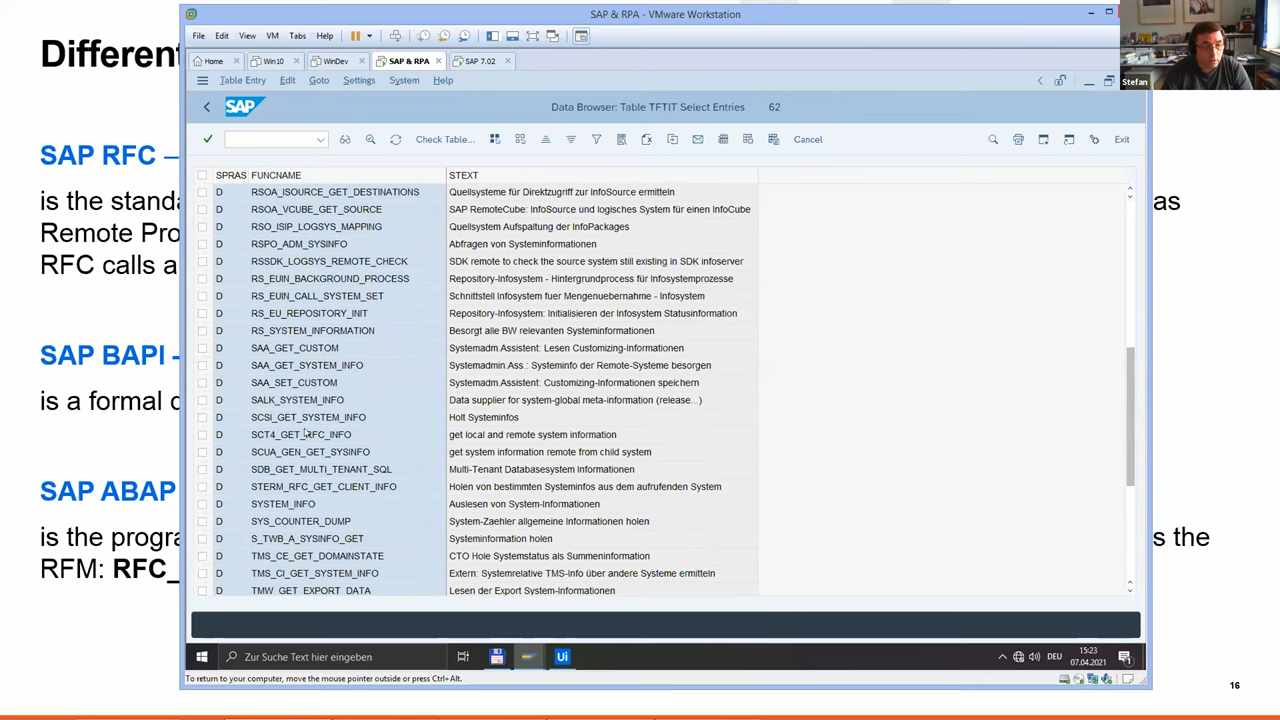 Different
SAP & RPA - VMware Workstation
File Edit View VM Tabs Help
Home Win10 WinDev SAP & RPA SAP 7.02
Stefan
Table Entry Edit Goto Settings System Help
SAP Data Browser: Table TFTIT Select Entries 62
Check Table... Cancel Exit
SAP RFC –
is the standa
as
Remote Pro
RFC calls a
SAP BAPI -
is a formal d
SAP ABAP
is the progra
s the
RFM: RFC_
SPRAS FUNCNAME STEXT
D RSOA_ISOURCE_GET_DESTINATIONS Quellsysteme für Direktzugriff zur InfoSource ermitteln
D RSOA_VCUBE_GET_SOURCE SAP RemoteCube: InfoSource und logisches System für einen InfoCube
D RSO_ISIP_LOGSYS_MAPPING Quellsystem Aufspaltung der InfoPackages
D RSPO_ADM_SYSINFO Abfragen von Systeminformationen
D RSSDK_LOGSYS_REMOTE_CHECK SDK remote to check the source system still existing in SDK infoserver
D RS_EUIN_BACKGROUND_PROCESS Repository-Infosystem - Hintergrundprocess für Infosystemprozesse
D RS_EUIN_CALL_SYSTEM_SET Schnittstell Infosystem fuer Mengenuebernahme - Infosystem
D RS_EU_REPOSITORY_INIT Repository-Infosystem: Initialisieren der Infosystem Statusinformation
D RS_SYSTEM_INFORMATION Besorgt alle BW relevanten Systeminformationen
D SAA_GET_CUSTOM Systemadm.Assistent: Lesen Customizing-Informationen
D SAA_GET_SYSTEM_INFO Systemadmin.Ass.: Systeminfo der Remote-Systeme besorgen
D SAA_SET_CUSTOM Systemadm.Assistent: Customizing-Informationen speichern
D SALK_SYSTEM_INFO Data supplier for system-global meta-information (release...)
D SCSI_GET_SYSTEM_INFO Holt Systeminfos
D SCT4_GET_RFC_INFO get local and remote system information
D SCUA_GEN_GET_SYSINFO get system information remote from child system
D SDB_GET_MULTI_TENANT_SQL Multi-Tenant Databasesystem Informationen
D STERM_RFC_GET_CLIENT_INFO Holen von bestimmten Systeminfos aus dem aufrufenden System
D SYSTEM_INFO Auslesen von System-Informationen
D SYS_COUNTER_DUMP System-Zaehler allgemeine Informationen holen
D S_TWB_A_SYSINFO_GET Systeminformation holen
D TMS_CE_GET_DOMAINSTATE CTO Hole Systemstatus als Summeninformation
D TMS_CI_GET_SYSTEM_INFO Extern: Systemrelative TMS-Info über andere Systeme ermitteln
D TMW_GET_EXPORT_DATA Lesen der Export System-Informationen
Zur Suche Text hier eingeben
Ui
DEU
15:23
07.04.2021
To return to your computer, move the mouse pointer outside or press Ctrl+Alt.
16